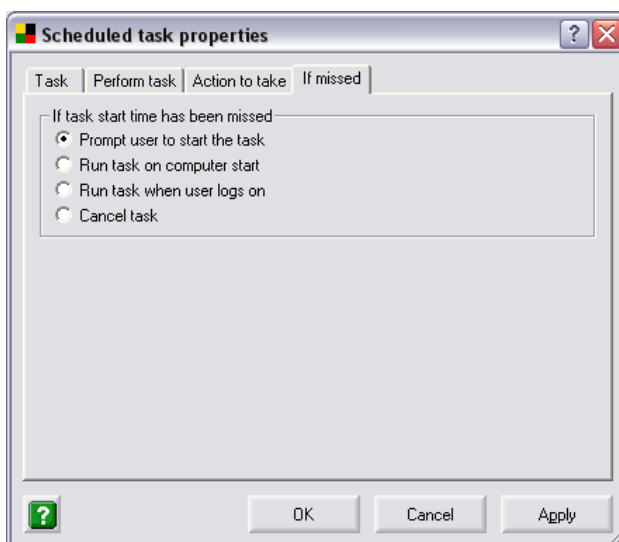 Scheduled task properties
?
Task Perform task Action to take If missed
If task start time has been missed
Prompt user to start the task
Run task on computer start
Run task when user logs on
Cancel task
? OK Cancel Apply